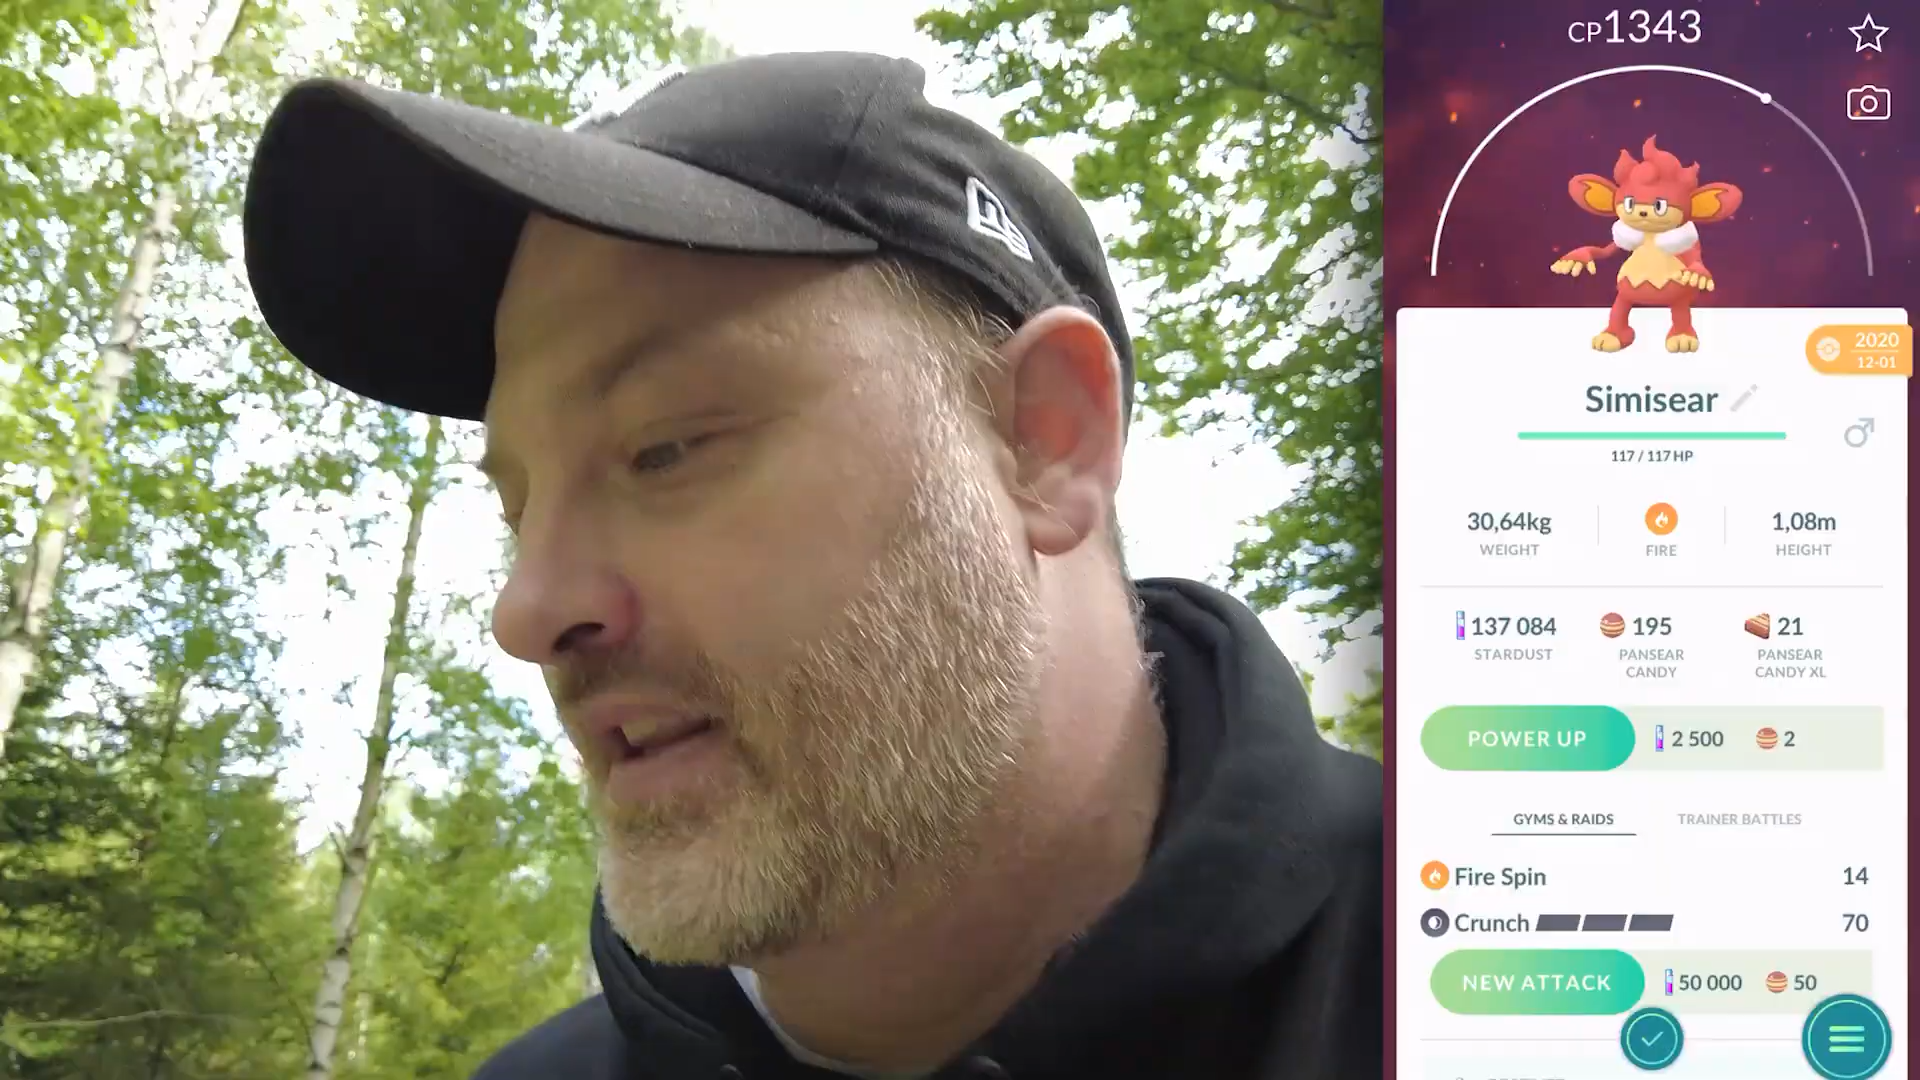 CP1343
2020
12-01
Simisear
117 / 117 HP
30,64kg
WEIGHT
FIRE
1,08m
HEIGHT
137 084
STARDUST
195
PANSEAR
CANDY
21
PANSEAR
CANDY XL
POWER UP
2 500
2
GYMS & RAIDS
TRAINER BATTLES
Fire Spin
14
Crunch
70
NEW ATTACK
50 000
50